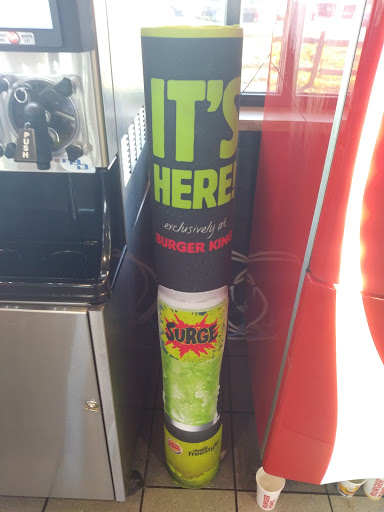 PUSH
IT'S
HERE!
exclusively at
BURGER KING
SURGE
freestyle